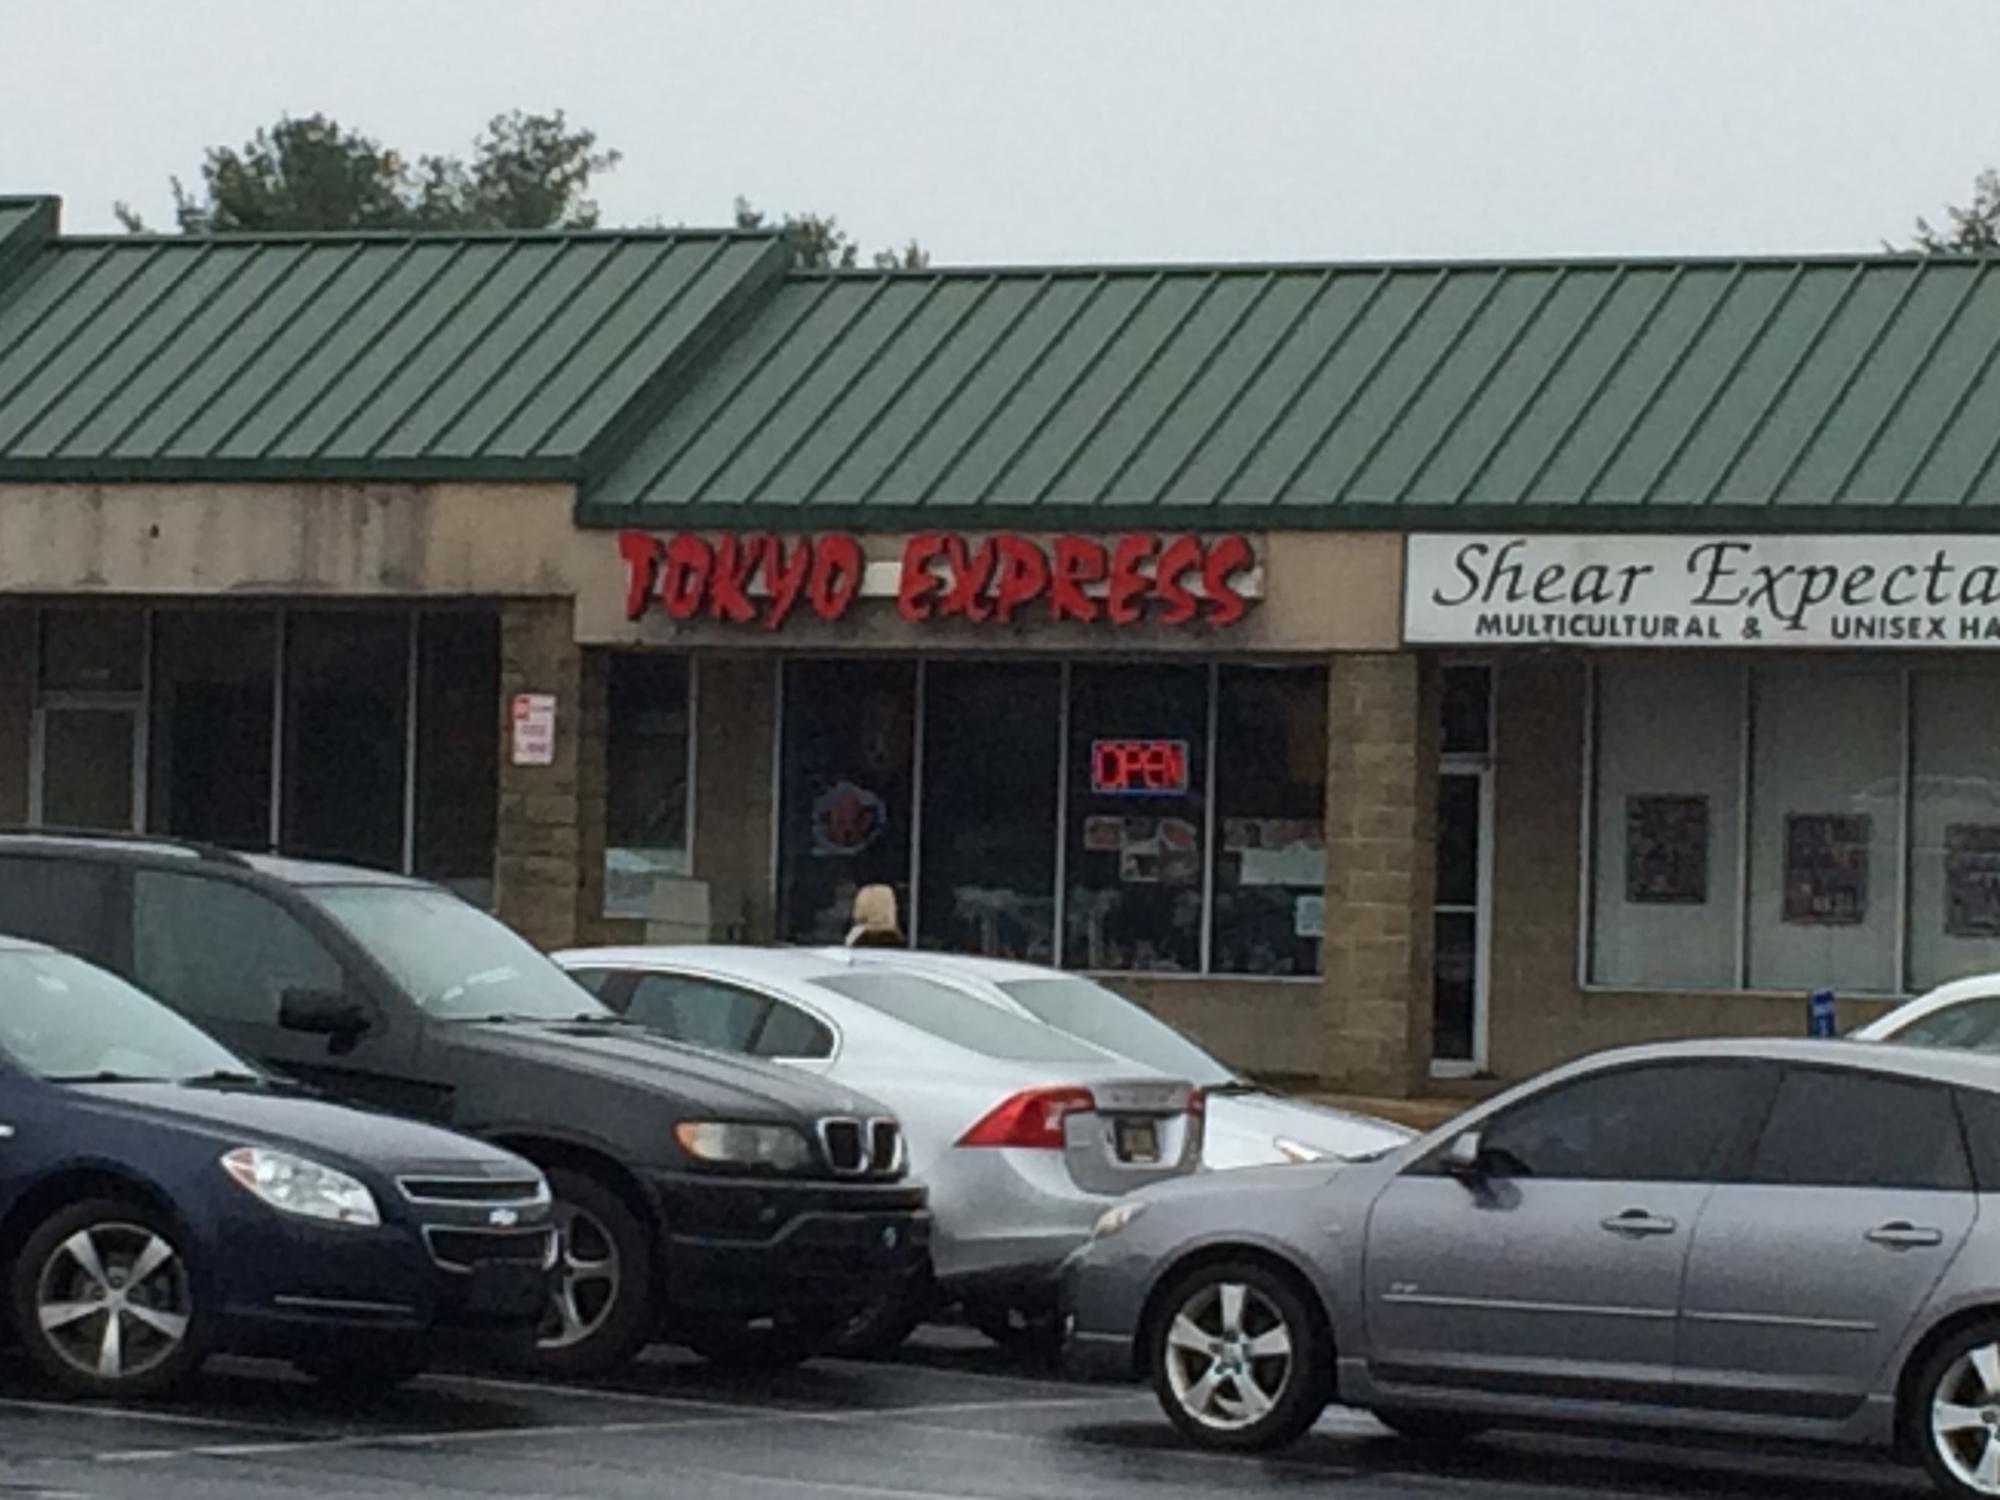 TOKYO EXPRESS
Shear Expecta
MULTICULTURAL & UNISEX HA
OPEN